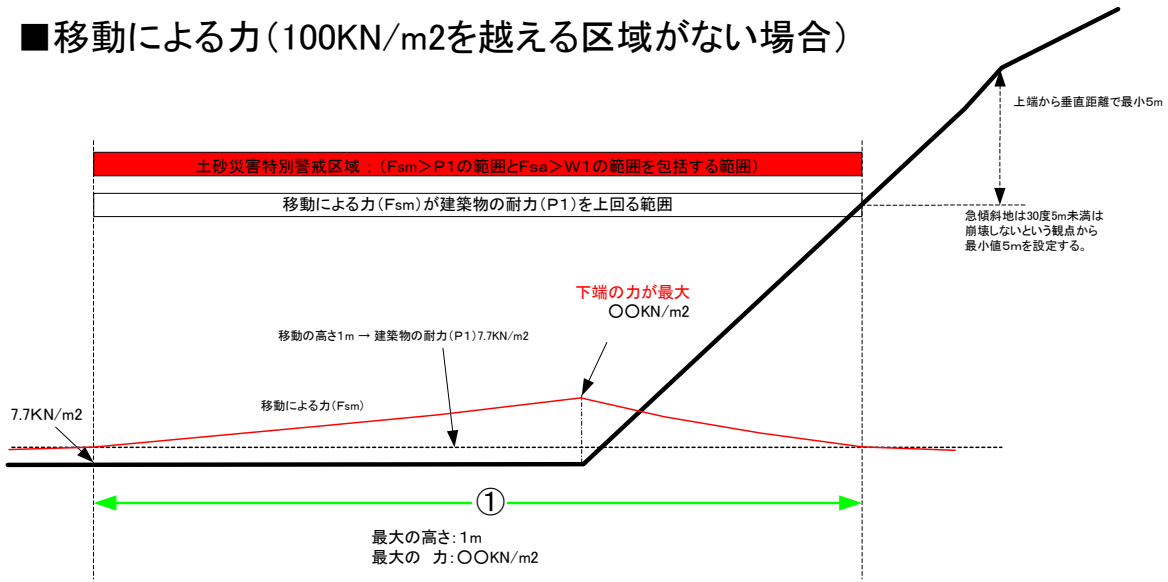 ■移動による力(100KN/m2を越える区域がない場合)
上端から垂直距離で最小5m
土砂災害特別警戒区域 ; (Fsm>P1の範囲とFsa>W1の範囲を包括する範囲)
移動による力(Fsm)が建築物の耐力(P1)を上回る範囲
急傾斜地は30度5m未満は
崩壊しないという観点から
最小値5mを設定する。
下端の力が最大
○○KN/m2
移動の高さ1m → 建築物の耐力(P1)7.7KN/m2
7.7KN/m2
移動による力(Fsm)
①
最大の高さ:1m
最大の 力:○○KN/m2